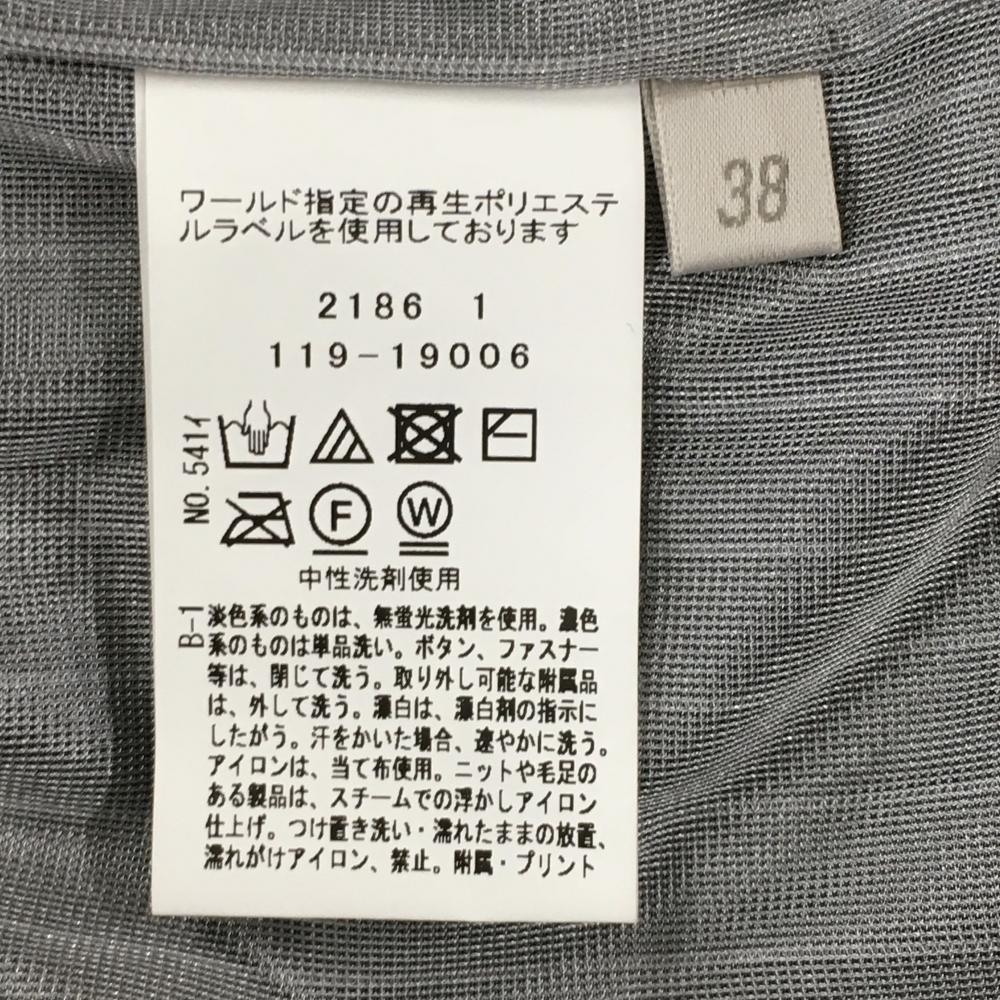 ワールド指定の再生ポリエステ
ルラベルを使用しております
38
2186 1
119-19006
NO.541イ
F W
中性洗剤使用
B-1
淡色系のものは、無蛍光洗剤を使用。濃色
系のものは単品洗い。ボタン、ファスナー
等は、閉じて洗う。取り外し可能な附属品
は、外して洗う。漂白は、漂白剤の指示に
したがう。汗をかいた場合、速やかに洗う。
アイロンは、当て布使用。ニットや毛足の
ある製品は、スチームでの浮かしアイロン
仕上げ。つけ置き洗い・濡れたままの放置、
濡れがけアイロン、禁止。附属・プリント